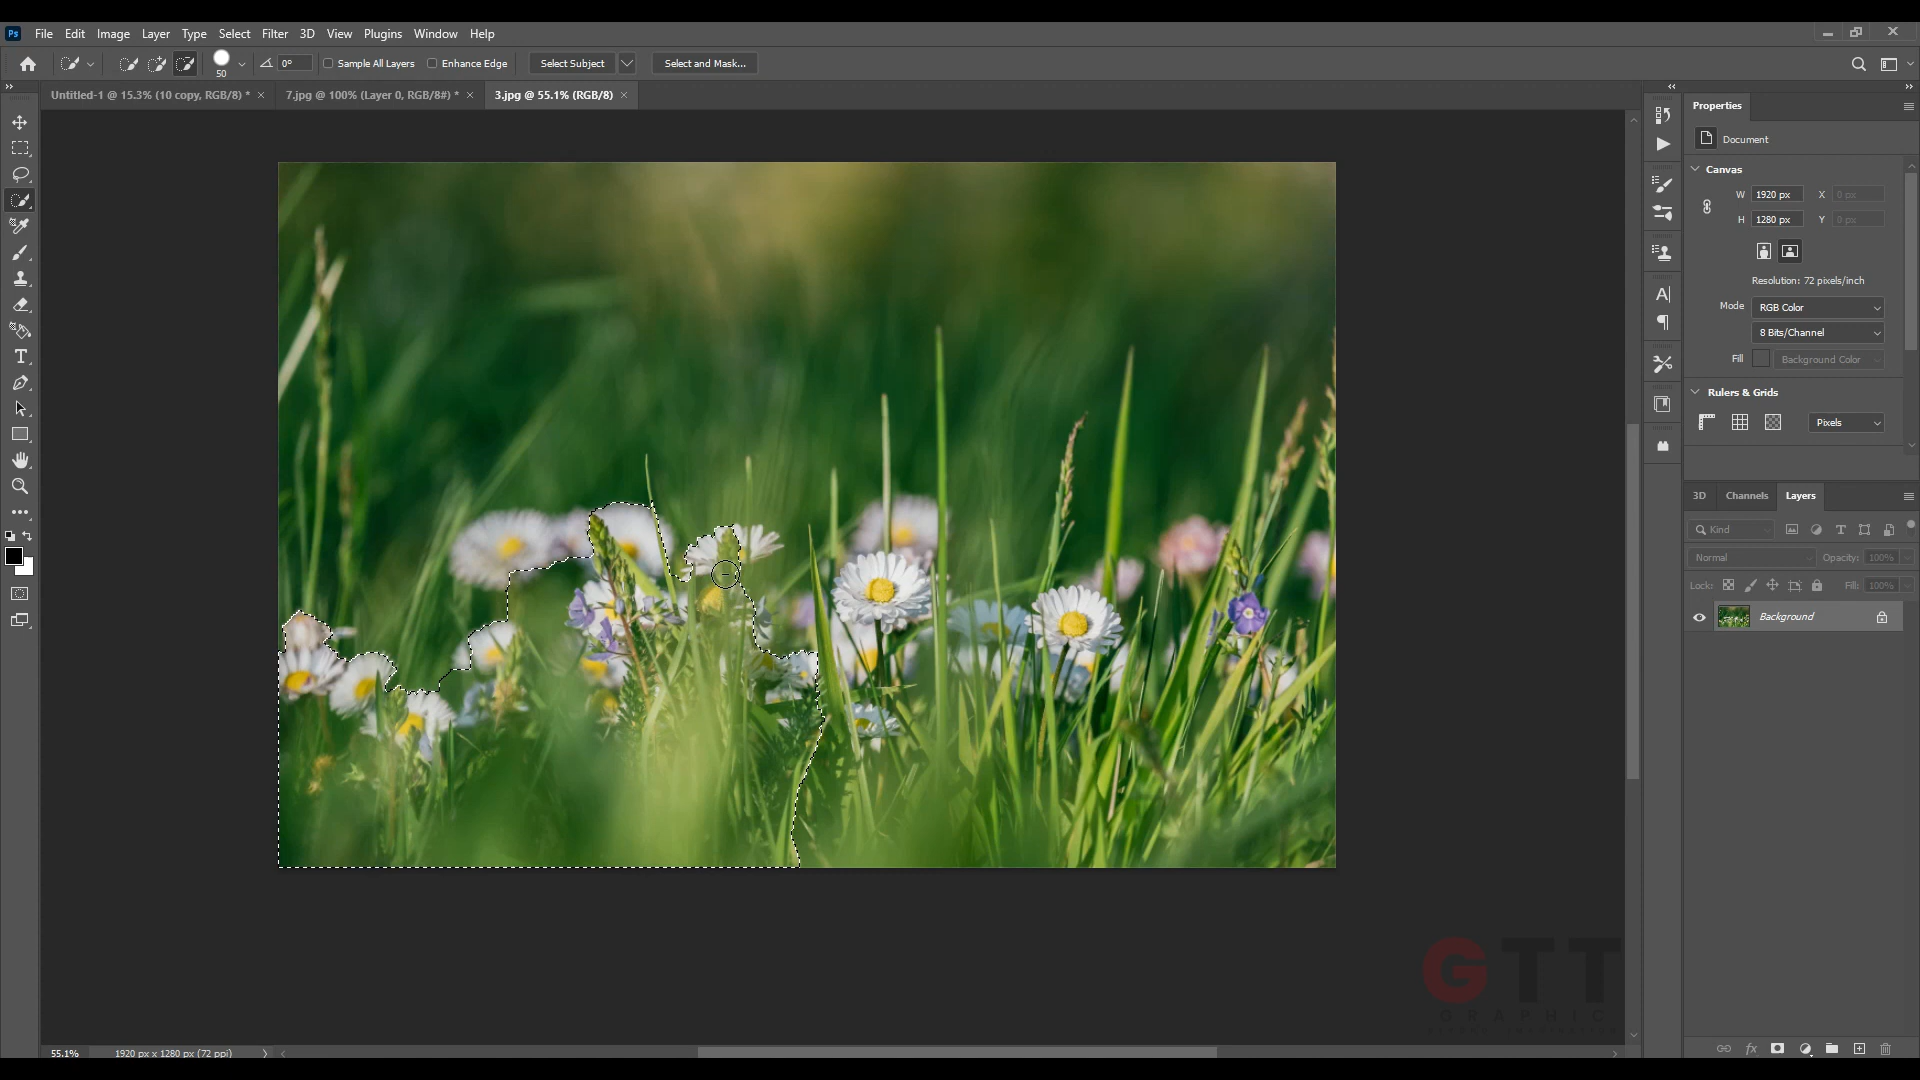 Ps File Edit Image Layer Type Select Filter 3D View Plugins Window Help
50 0° Sample All Layers Enhance Edge Select Subject Select and Mask...
Untitled-1 @ 15.3% (10 copy, RGB/8) * × 7.jpg @ 100% (Layer 0, RGB/8#) * × 3.jpg @ 55.1% (RGB/8) ×
Properties
Document
Canvas
W 1920 px X 0 px
H 1280 px Y 0 px
Resolution: 72 pixels/inch
Mode RGB Color
8 Bits/Channel
Fill Background Color
Rulers & Grids
Pixels
3D Channels Layers
Kind
Normal Opacity: 100%
Lock: Fill: 100%
Background
GTT
GRAPHIC
55.1% 1920 px x 1280 px (72 ppi)